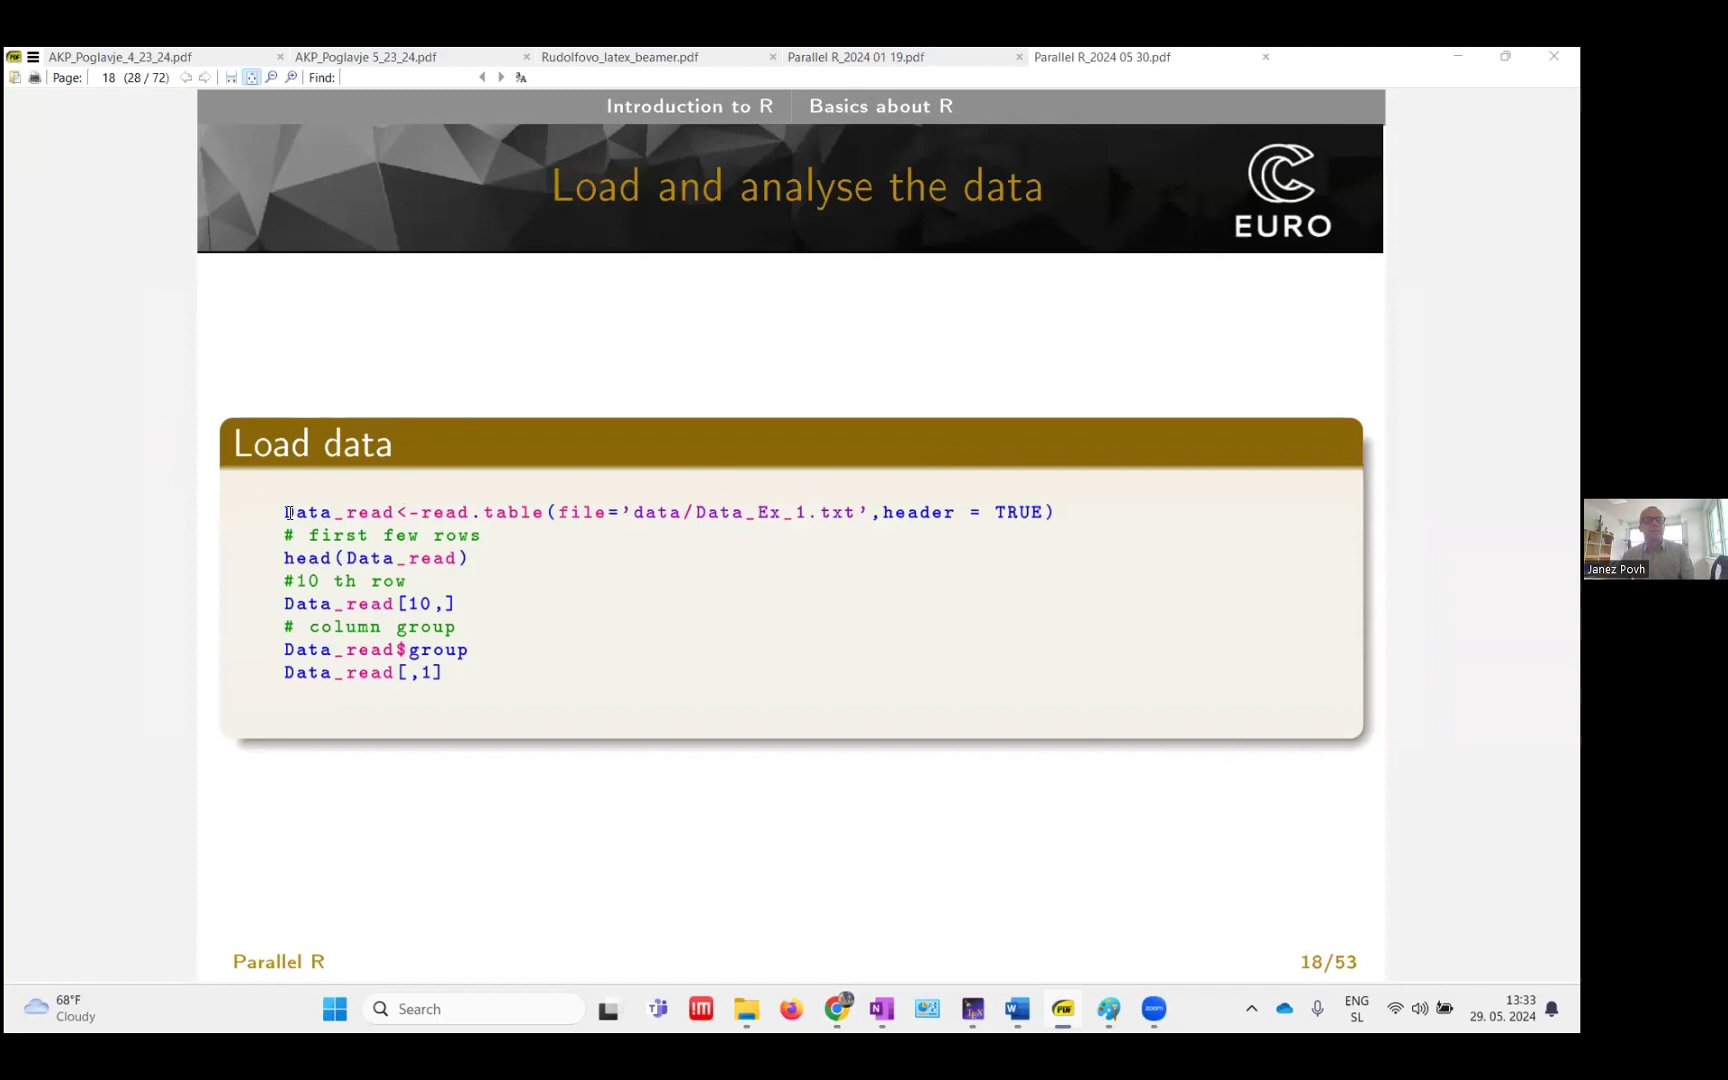 AKP_Poglavje_4_23_24.pdf
AKP_Poglavje 5_23_24.pdf
Rudolfovo_latex_beamer.pdf
Parallel R_2024 01 19.pdf
Parallel R_2024 05 30.pdf
Page: 18 (28 / 72)
Find:
Introduction to R
Basics about R
Load and analyse the data
EURO
Load data
Data_read<-read.table(file='data/Data_Ex_1.txt',header = TRUE)
# first few rows
head(Data_read)
#10 th row
Data_read[10,]
# column group
Data_read$group
Data_read[,1]
Janez Povh
Parallel R
18/53
68°F
Cloudy
Search
zoom
ENG
SL
13:33
29. 05. 2024